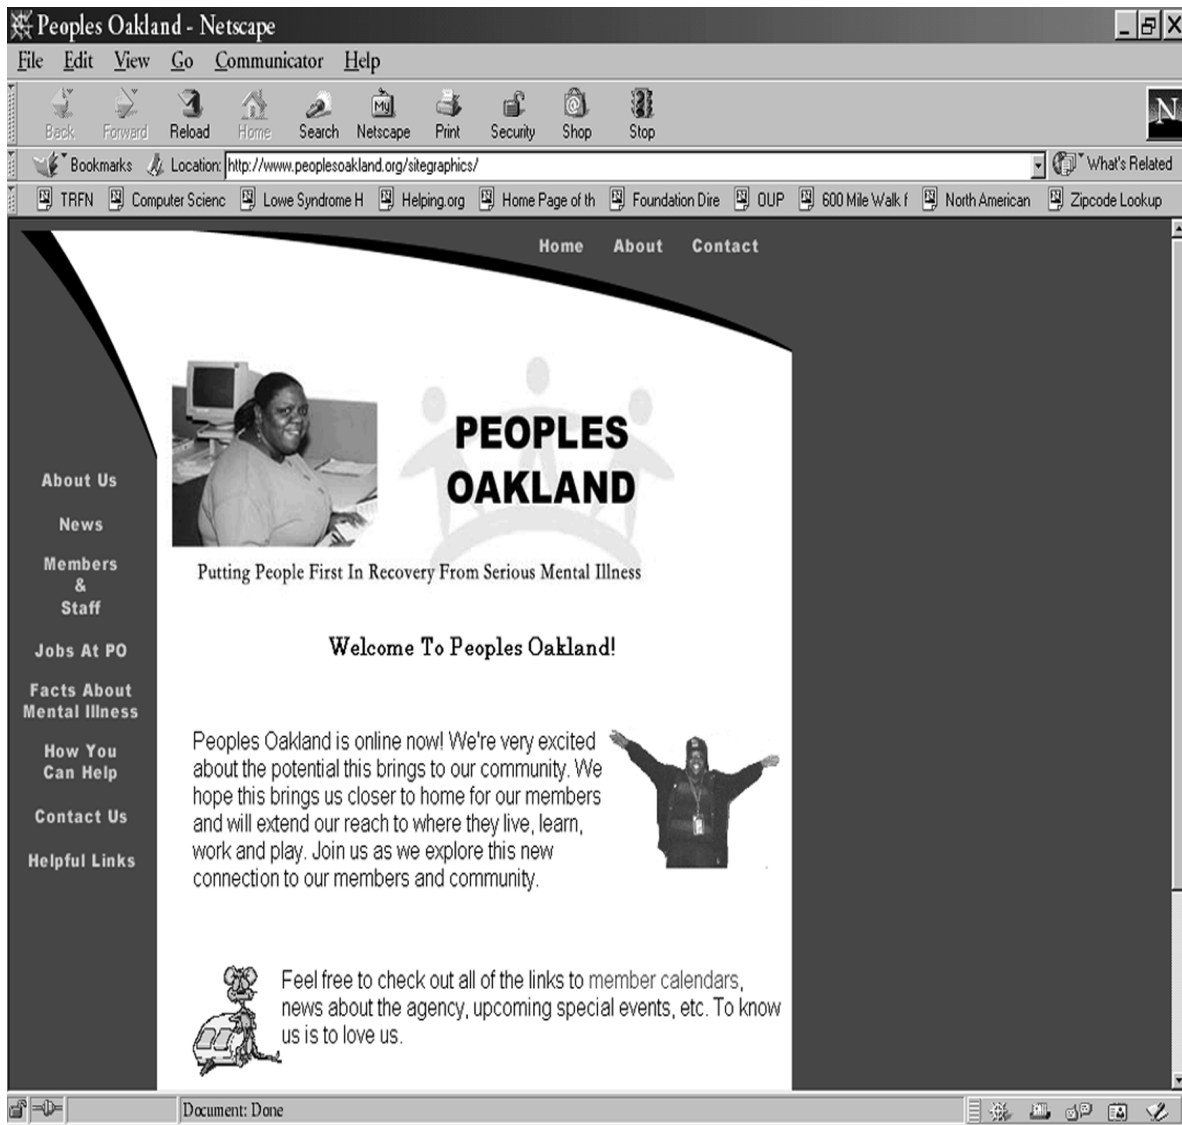 Peoples Oakland - Netscape
File Edit View Go Communicator Help
My
N
Back Forward Reload Home Search Netscape Print Security Shop Stop
Bookmarks Location: http://www.peoplesoakland.org/sitegraphics/ What's Related
TRFN Computer Scienc Lowe Syndrome H Helping.org Home Page of th Foundation Dire OUP 600 Mile Walk f North American Zipcode Lookup
Home About Contact
PEOPLES
OAKLAND
Putting People First In Recovery From Serious Mental Illness
About Us
News
Members
&
Staff
Jobs At PO
Facts About
Mental Illness
How You
Can Help
Contact Us
Helpful Links
Welcome To Peoples Oakland!
Peoples Oakland is online now! We're very excited
about the potential this brings to our community. We
hope this brings us closer to home for our members
and will extend our reach to where they live, learn,
work and play. Join us as we explore this new
connection to our members and community.
Feel free to check out all of the links to member calendars,
news about the agency, upcoming special events, etc. To know
us is to love us.
Document: Done